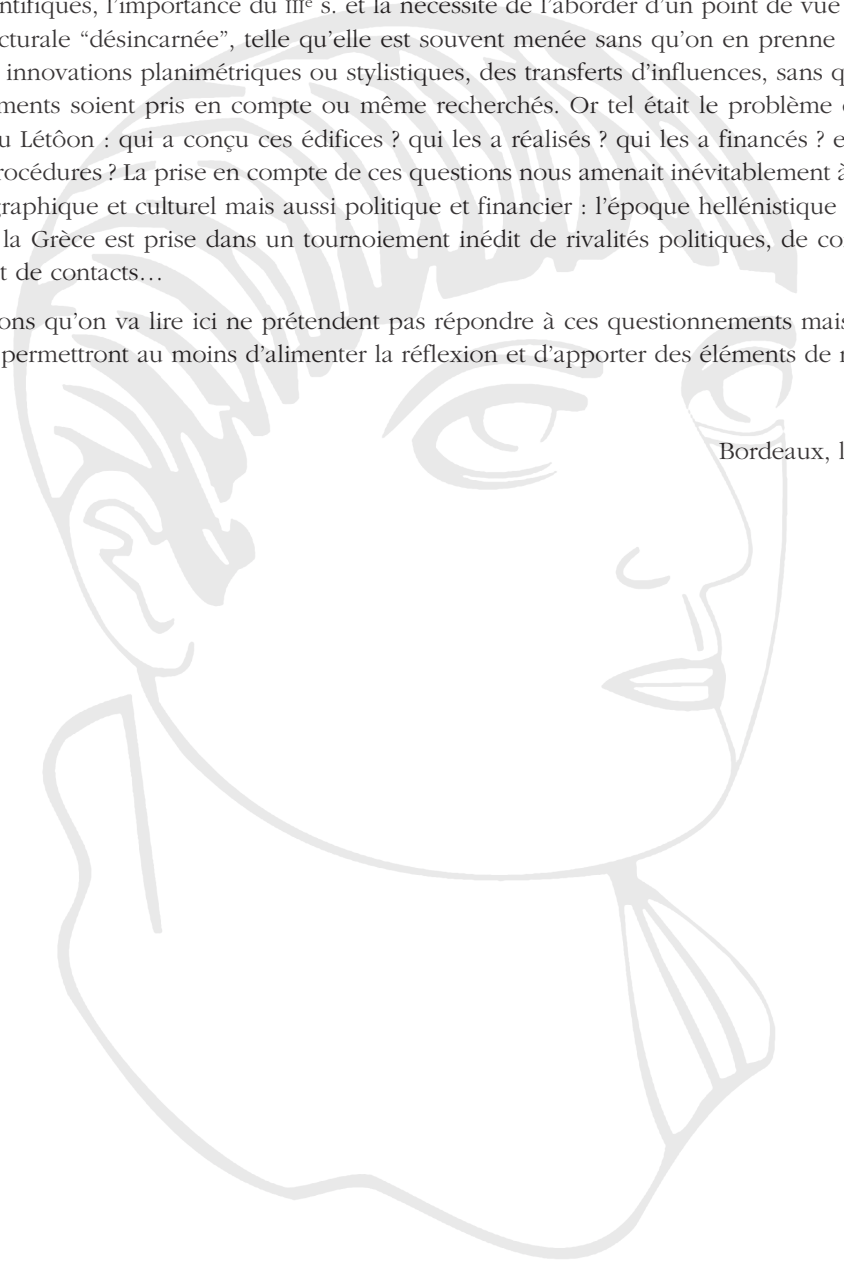 entifiques, l’importance du IIIe s. et la nécessité de l’aborder d’un point de vue
cturale “désincarnée”, telle qu’elle est souvent menée sans qu’on en prenne
innovations planimétriques ou stylistiques, des transferts d’influences, sans q
ments soient pris en compte ou même recherchés. Or tel était le problème
u Létôon : qui a conçu ces édifices ? qui les a réalisés ? qui les a financés ? e
rocédures ? La prise en compte de ces questions nous amenait inévitablement à
graphique et culturel mais aussi politique et financier : l’époque hellénistique
la Grèce est prise dans un tournoiement inédit de rivalités politiques, de co
t de contacts…
ons qu’on va lire ici ne prétendent pas répondre à ces questionnements mais
permettront au moins d’alimenter la réflexion et d’apporter des éléments de
Bordeaux, l